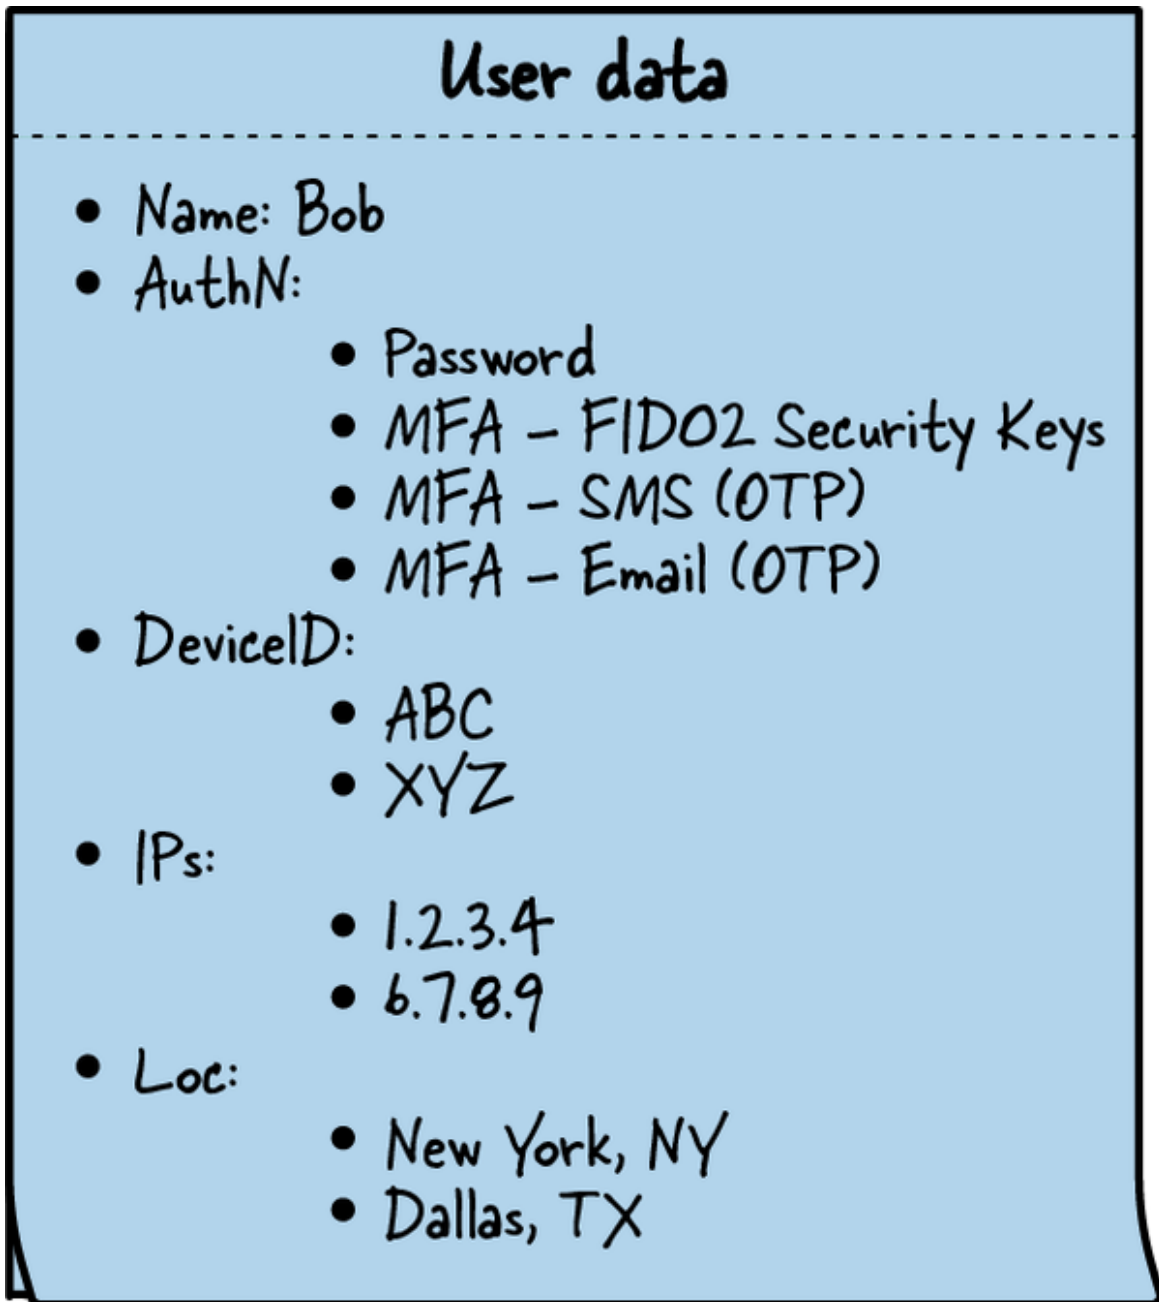 User data
Name: Bob
AuthN:
Password
MFA - FIDO2 Security Keys
MFA - SMS (OTP)
MFA - Email (OTP)
DeviceID:
ABC
XYZ
IPs:
1.2.3.4
6.7.8.9
Loc:
New York, NY
Dallas, TX